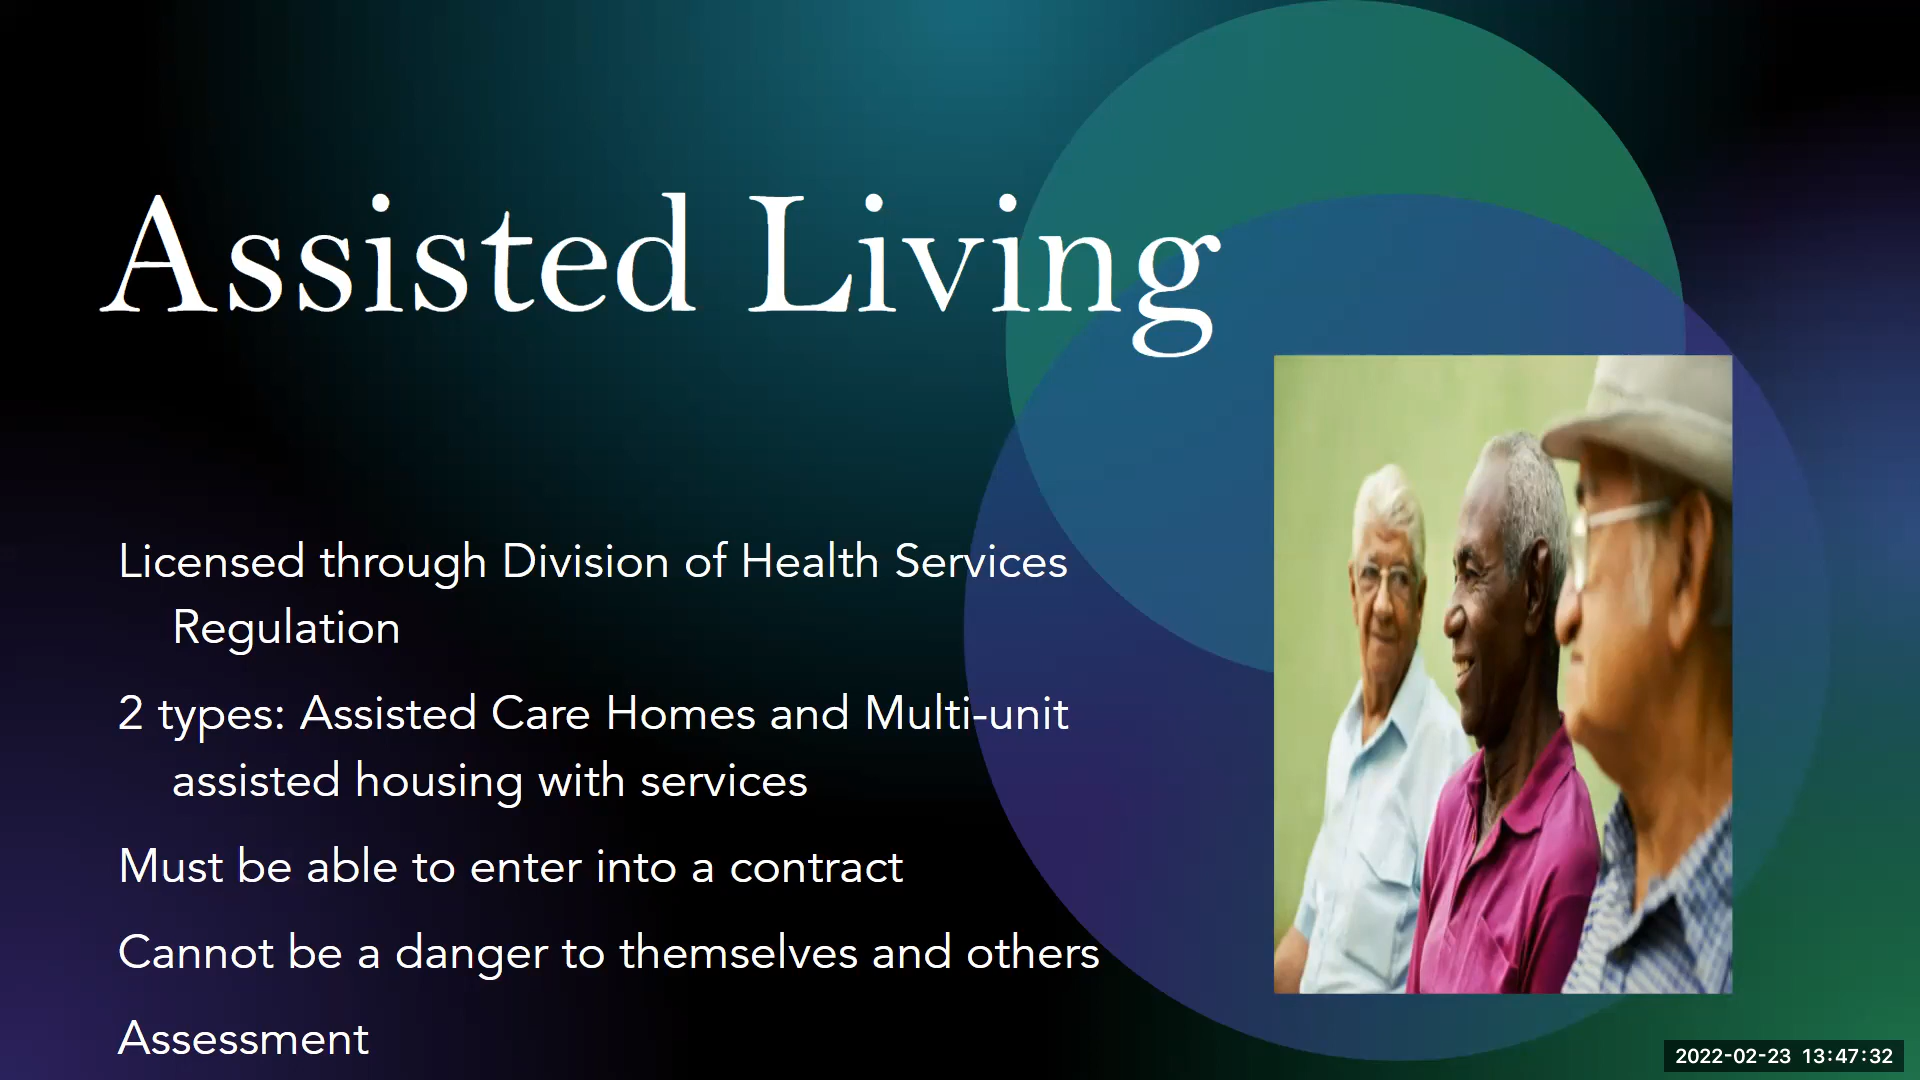 Assisted Living
Licensed through Division of Health Services
Regulation
2 types: Assisted Care Homes and Multi-unit
assisted housing with services
Must be able to enter into a contract
Cannot be a danger to themselves and others
Assessment
2022-02-23 13:47:32